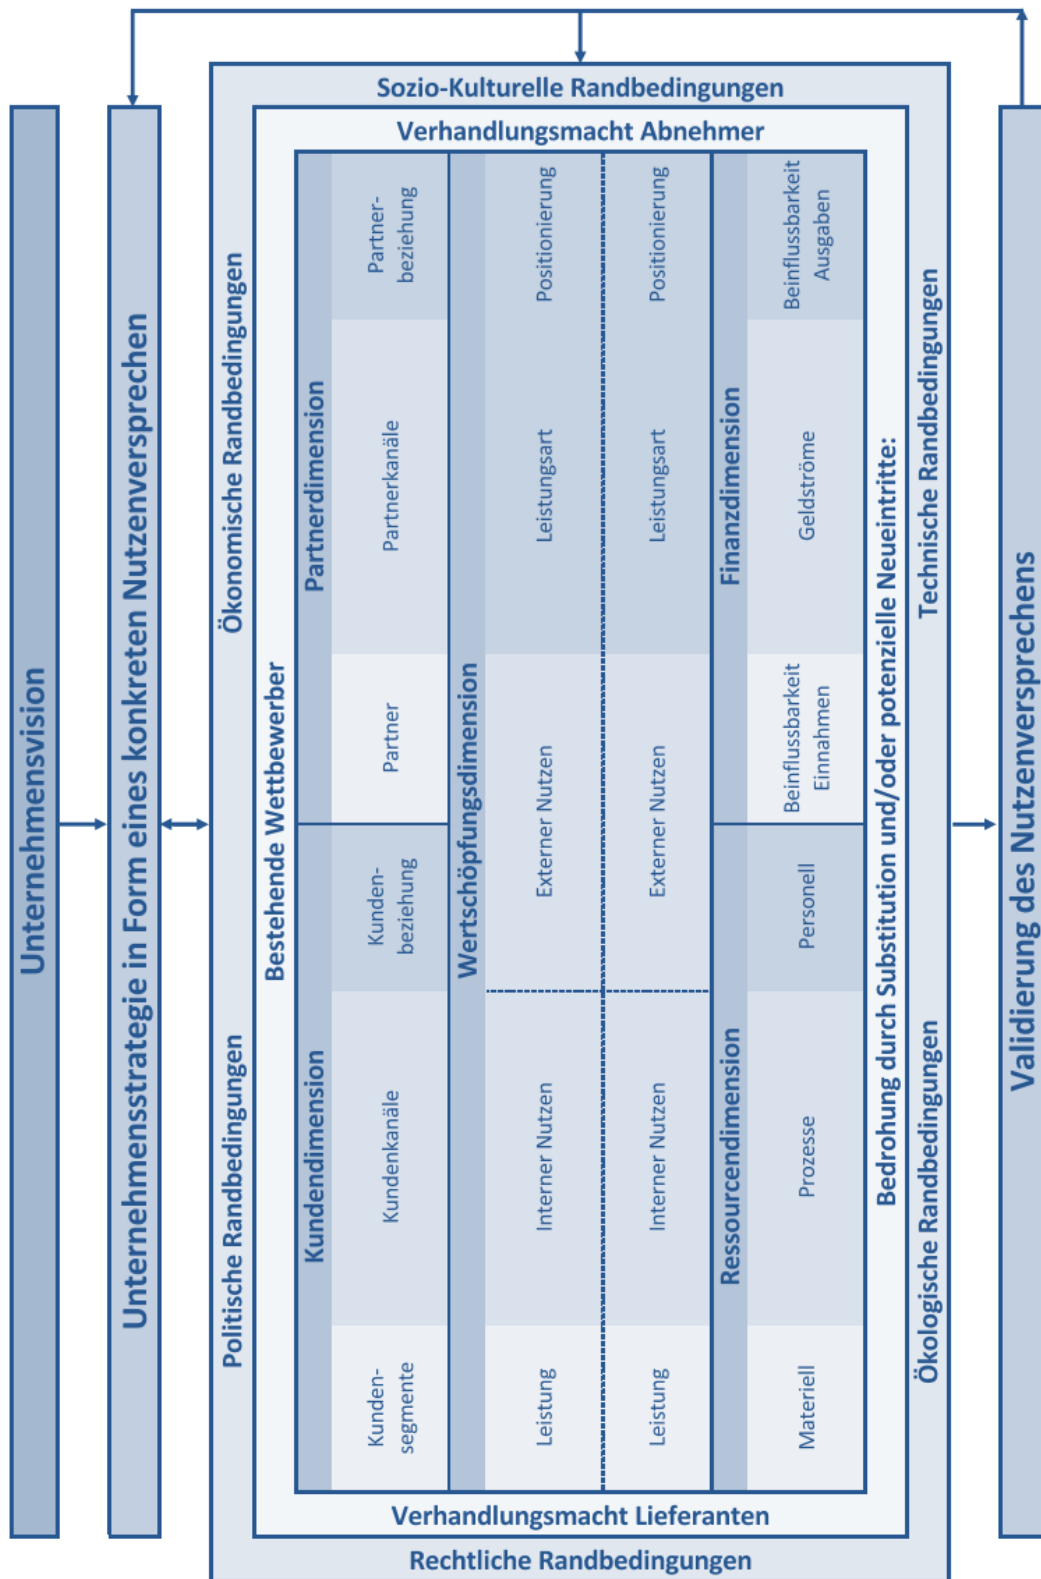 Unternehmensvision
Unternehmensstrategie in Form eines konkreten Nutzenversprechen
Sozio-Kulturelle Randbedingungen
Politische Randbedingungen
Ökonomische Randbedingungen
Verhandlungsmacht Abnehmer
Bestehende Wettbewerber
Kundendimension
Partnerdimension
Kunden-
segmente
Kundenkanäle
Kunden-
beziehung
Partner
Partnerkanäle
Partner-
beziehung
Wertschöpfungsdimension
Leistung
Interner Nutzen
Externer Nutzen
Leistungsart
Positionierung
Leistung
Interner Nutzen
Externer Nutzen
Leistungsart
Positionierung
Ressourcendimension
Finanzdimension
Materiell
Prozesse
Personell
Beinflussbarkeit
Einnahmen
Geldströme
Beinflussbarkeit
Ausgaben
Bedrohung durch Substitution und/oder potenzielle Neueintritte:
Verhandlungsmacht Lieferanten
Ökologische Randbedingungen
Technische Randbedingungen
Rechtliche Randbedingungen
Validierung des Nutzenversprechens